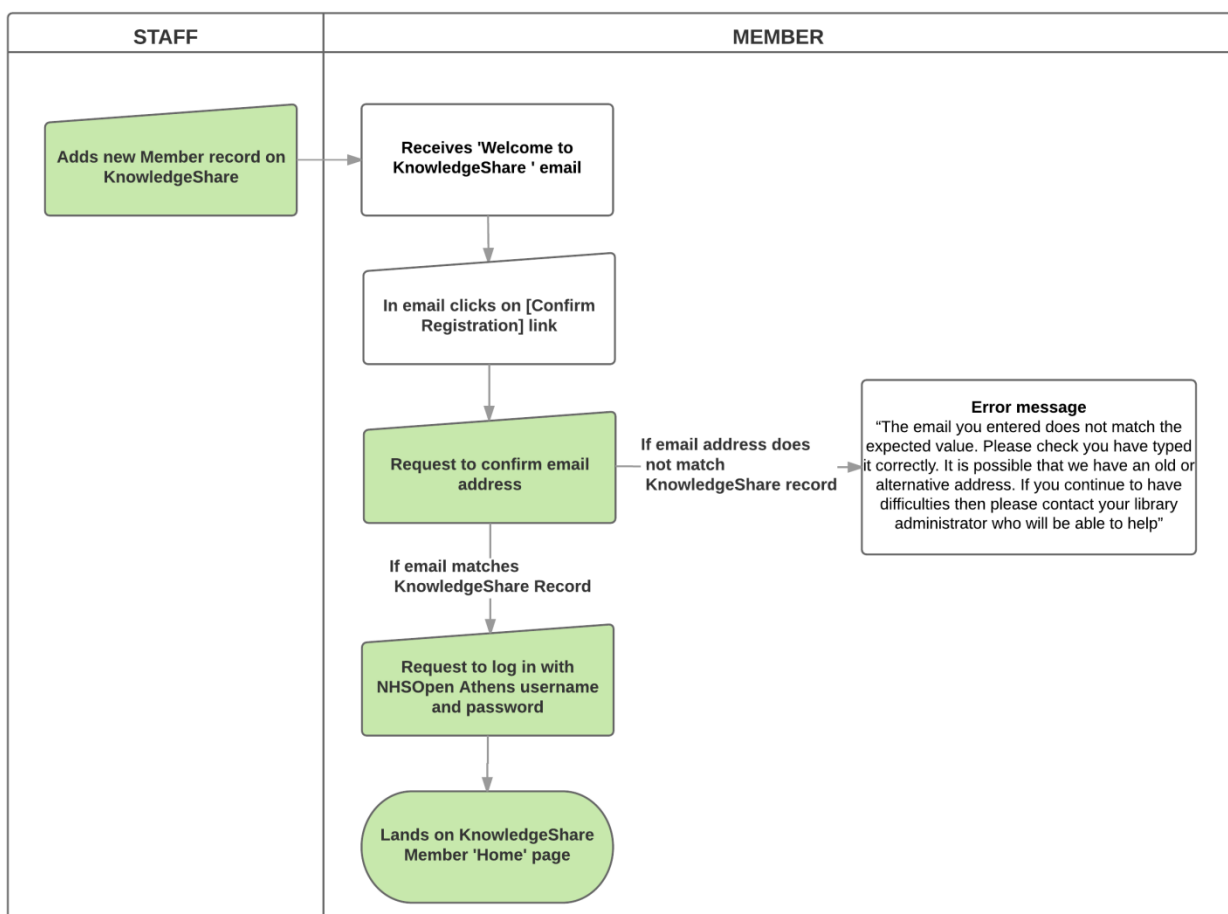 STAFF
MEMBER
Adds new Member record on
KnowledgeShare
Receives 'Welcome to
KnowledgeShare ' email
In email clicks on [Confirm
Registration] link
Request to confirm email
address
If email address does
not match
KnowledgeShare record
Error message
“The email you entered does not match the
expected value. Please check you have typed
it correctly. It is possible that we have an old or
alternative address. If you continue to have
difficulties then please contact your library
administrator who will be able to help”
If email matches
KnowledgeShare Record
Request to log in with
NHSOpen Athens username
and password
Lands on KnowledgeShare
Member 'Home' page